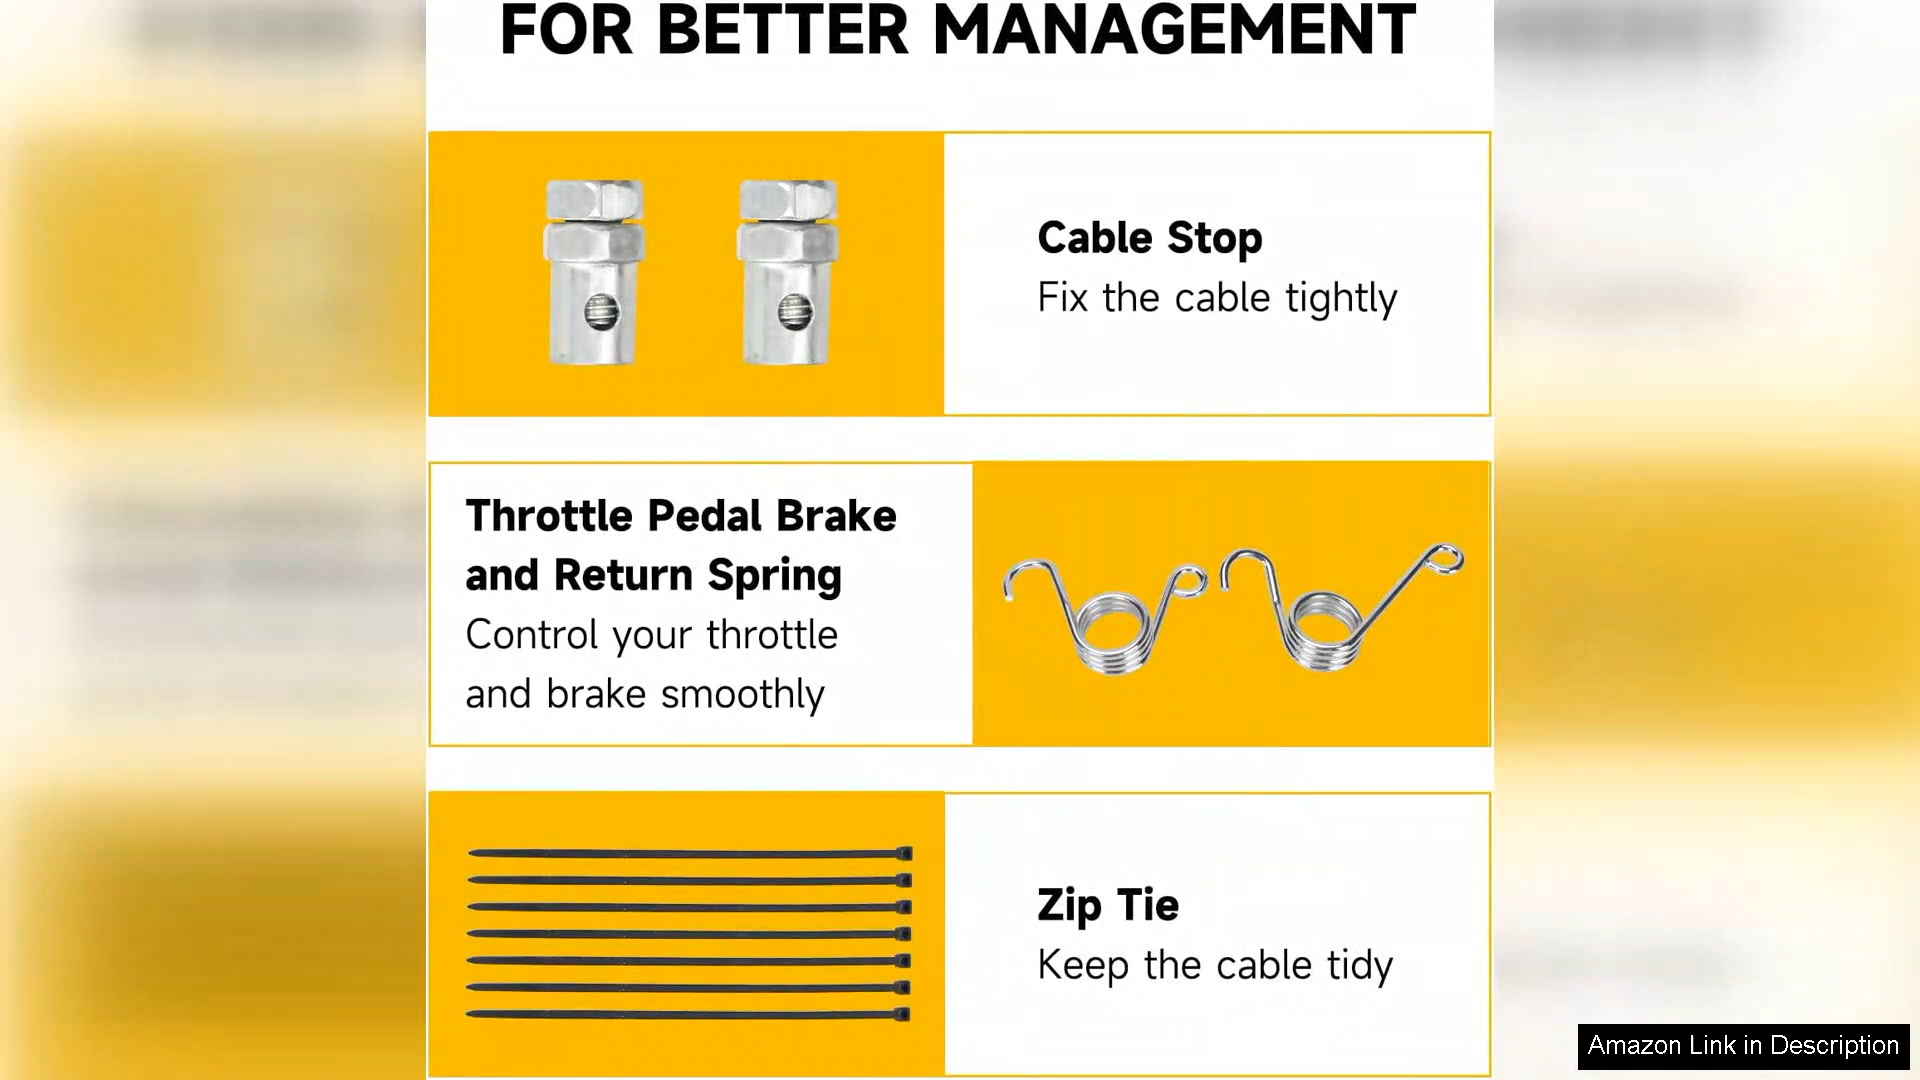 FOR BETTER MANAGEMENT
Cable Stop
Fix the cable tightly
Throttle Pedal Brake
and Return Spring
Control your throttle
and brake smoothly
Zip Tie
Keep the cable tidy
Amazon Link in Description